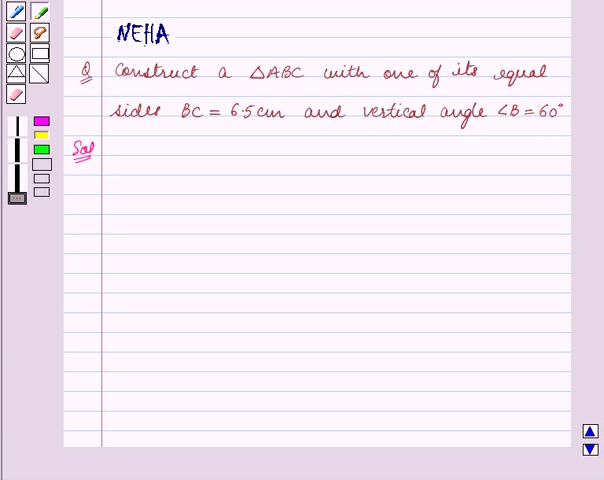 NEHA
Q Construct a △ABC with one of its equal
sides BC = 6.5 cm and vertical angle ∠B = 60°
Sol